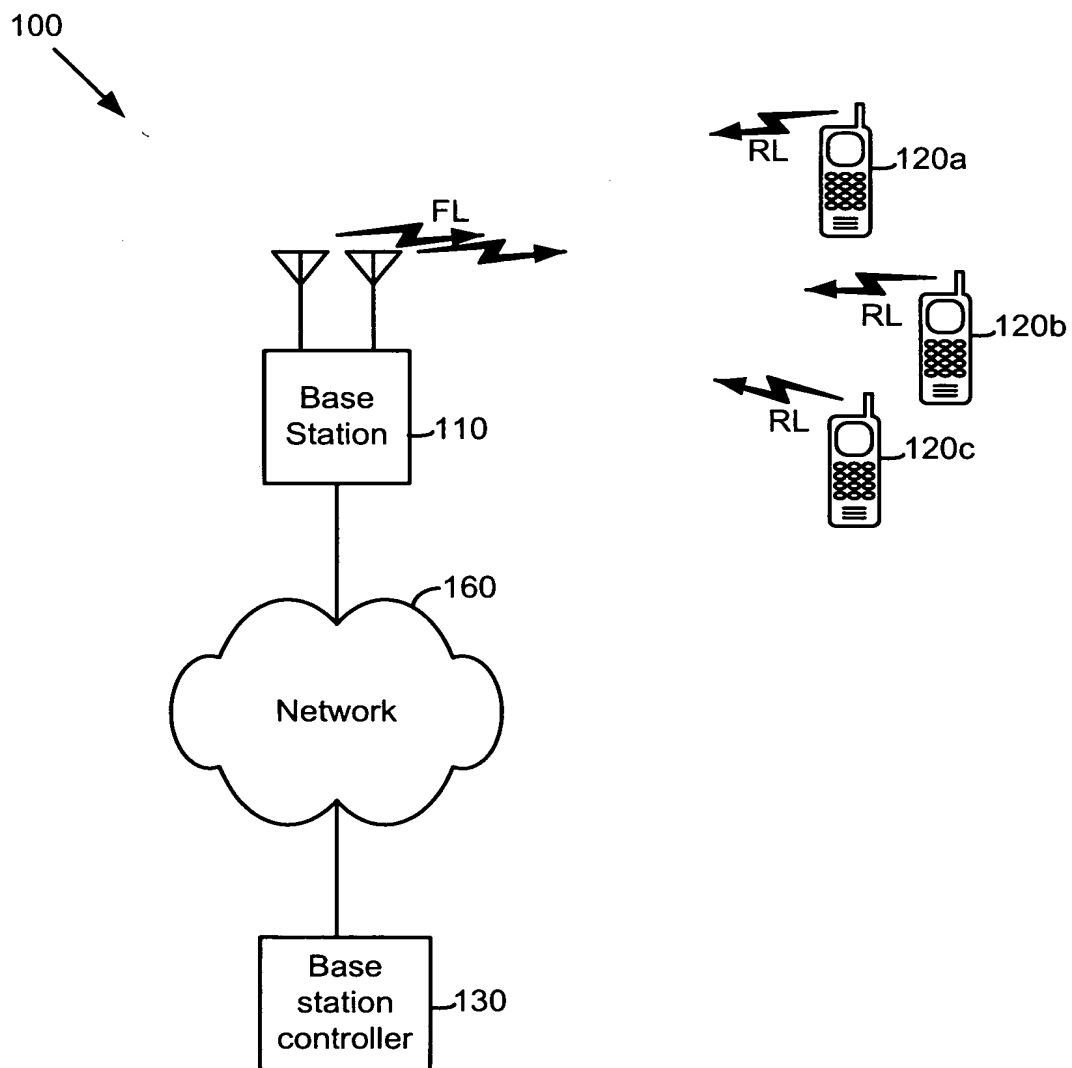 100
RL
120a
FL
RL
120b
Base
Station
110
RL
120c
160
Network
Base
station
controller
130